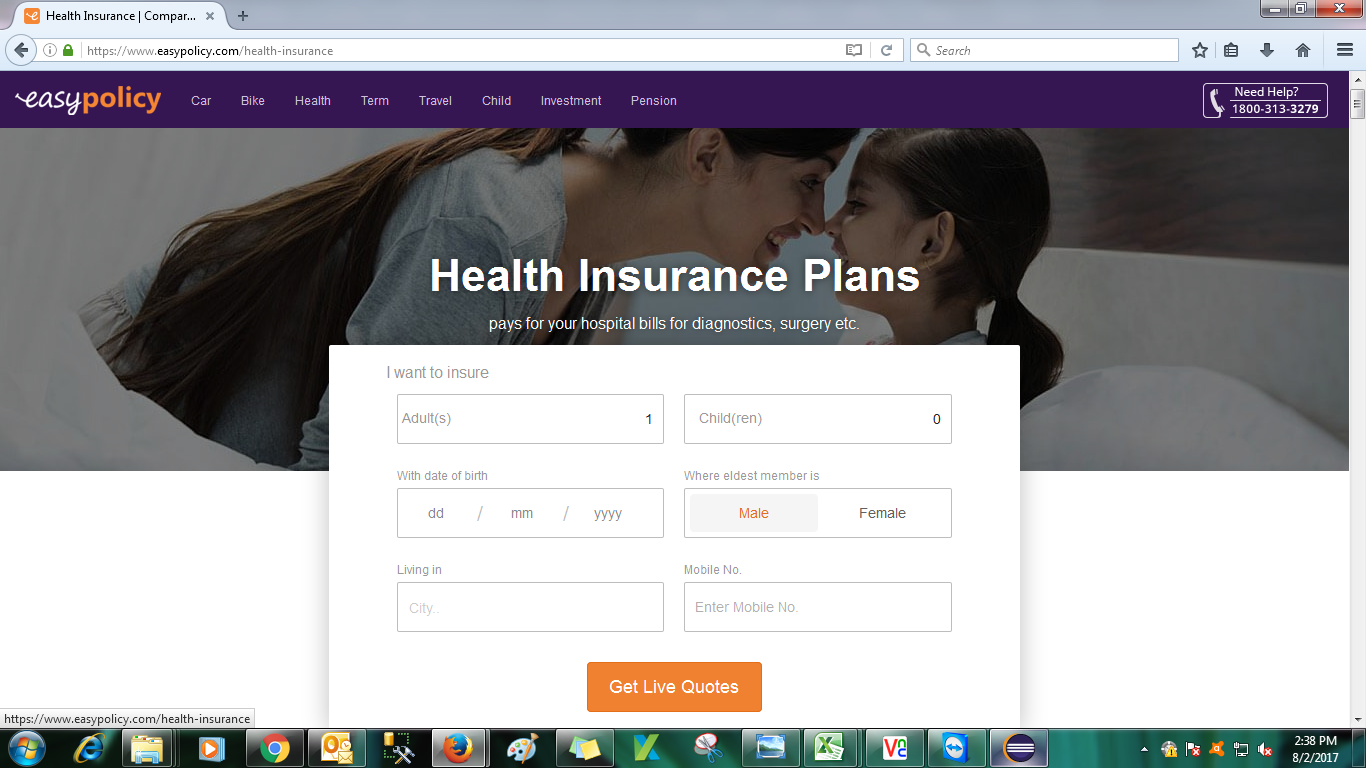 Health Insurance | Compar...
https://www.easypolicy.com/health-insurance
Search
easypolicy
Car Bike Health Term Travel Child Investment Pension
Need Help?
1800-313-3279
Health Insurance Plans
pays for your hospital bills for diagnostics, surgery etc.
I want to insure
Adult(s) 1 Child(ren) 0
With date of birth Where eldest member is
dd / mm / yyyy Male Female
Living in Mobile No.
City.. Enter Mobile No.
Get Live Quotes
https://www.easypolicy.com/health-insurance
2:38 PM
8/2/2017